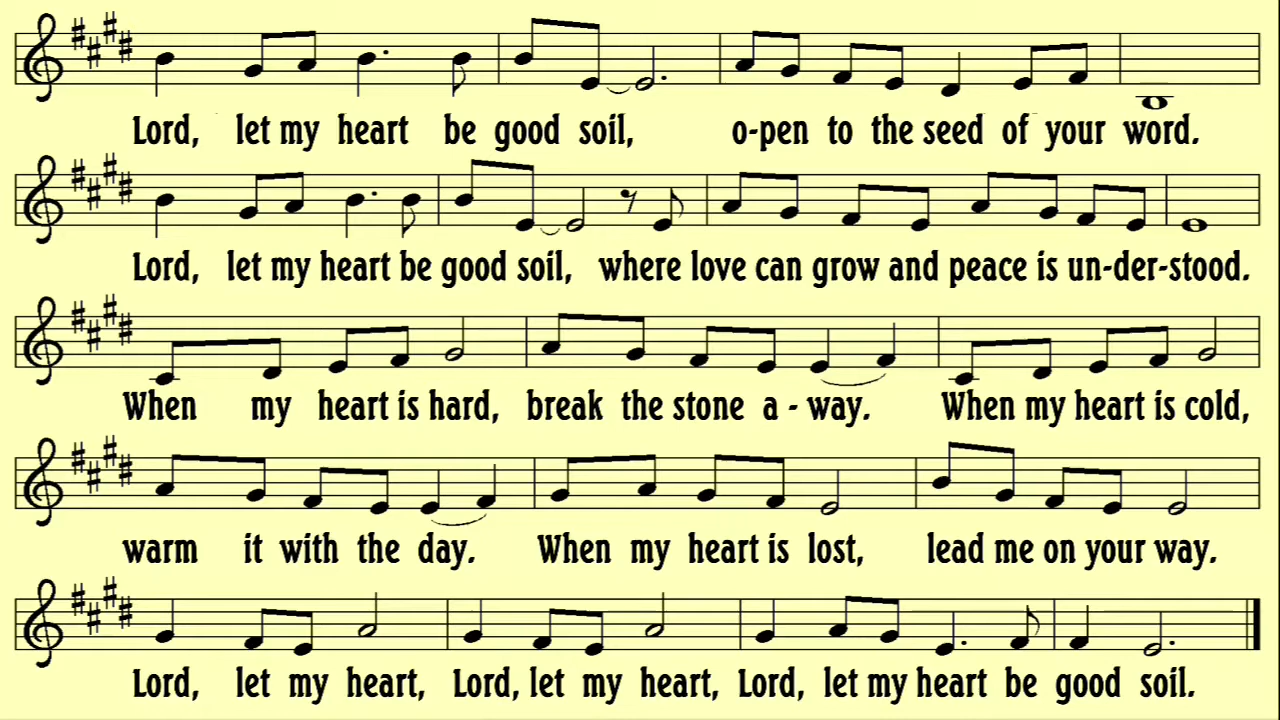 Lord, let my heart be good soil, o-pen to the seed of your word.
Lord, let my heart be good soil, where love can grow and peace is un-der-stood.
When my heart is hard, break the stone a - way. When my heart is cold,
warm it with the day. When my heart is lost, lead me on your way.
Lord, let my heart, Lord, let my heart, Lord, let my heart be good soil.